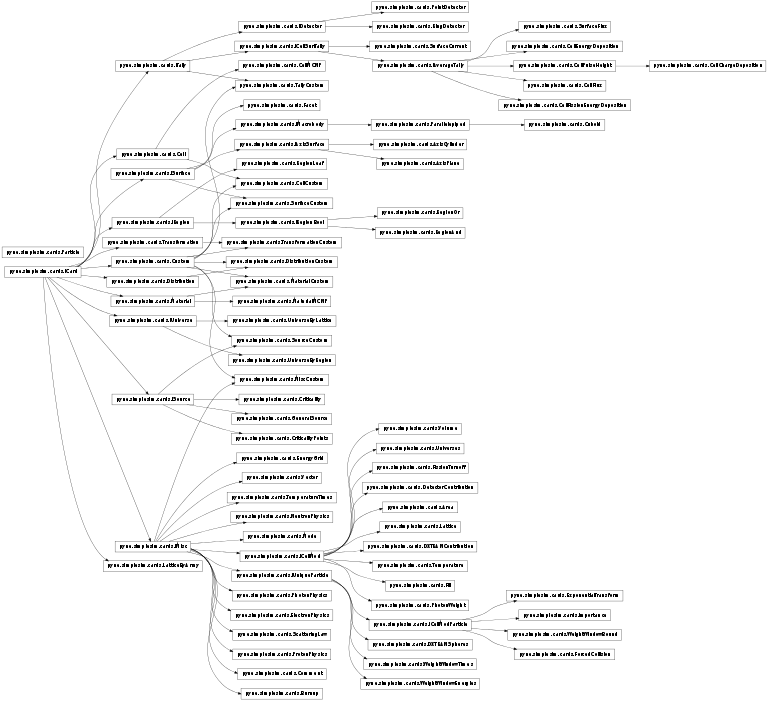 pyne.simplesim.cards.PointDetector
pyne.simplesim.cards.IDetector
pyne.simplesim.cards.RingDetector
pyne.simplesim.cards.SurfaceFlux
pyne.simplesim.cards.ICellSurfTally
pyne.simplesim.cards.SurfaceCurrent
pyne.simplesim.cards.CellEnergyDeposition
pyne.simplesim.cards.ITally
pyne.simplesim.cards.CellMCNP
pyne.simplesim.cards.IAverageTally
pyne.simplesim.cards.CellPulseHeight
pyne.simplesim.cards.CellChargeDeposition
pyne.simplesim.cards.TallyCustom
pyne.simplesim.cards.CellFlux
pyne.simplesim.cards.Facet
pyne.simplesim.cards.CellFissionEnergyDeposition
pyne.simplesim.cards.IMacrobody
pyne.simplesim.cards.Parallelepiped
pyne.simplesim.cards.Cuboid
pyne.simplesim.cards.Cell
pyne.simplesim.cards.IAxisSurface
pyne.simplesim.cards.AxisCylinder
pyne.simplesim.cards.ISurface
pyne.simplesim.cards.RegionLeaf
pyne.simplesim.cards.AxisPlane
pyne.simplesim.cards.CellCustom
pyne.simplesim.cards.SurfaceCustom
pyne.simplesim.cards.IRegion
pyne.simplesim.cards.IRegionBool
pyne.simplesim.cards.RegionOr
pyne.simplesim.cards.RegionAnd
pyne.simplesim.cards.Transformation
pyne.simplesim.cards.TransformationCustom
pyne.simplesim.cards.Particle
pyne.simplesim.cards.Custom
pyne.simplesim.cards.DistributionCustom
pyne.simplesim.cards.ICard
pyne.simplesim.cards.Distribution
pyne.simplesim.cards.MaterialCustom
pyne.simplesim.cards.Material
pyne.simplesim.cards.MaterialMCNP
pyne.simplesim.cards.IUniverse
pyne.simplesim.cards.UniverseByLattice
pyne.simplesim.cards.SourceCustom
pyne.simplesim.cards.UniverseByRegion
pyne.simplesim.cards.MiscCustom
pyne.simplesim.cards.ISource
pyne.simplesim.cards.Criticality
pyne.simplesim.cards.GeneralSource
pyne.simplesim.cards.CriticalityPoints
pyne.simplesim.cards.Volume
pyne.simplesim.cards.Universes
pyne.simplesim.cards.EnergyGrid
pyne.simplesim.cards.FissionTurnoff
pyne.simplesim.cards.Vector
pyne.simplesim.cards.DetectorContribution
pyne.simplesim.cards.TemperatureTimes
pyne.simplesim.cards.Area
pyne.simplesim.cards.NeutronPhysics
pyne.simplesim.cards.Lattice
pyne.simplesim.cards.Mode
pyne.simplesim.cards.IMisc
pyne.simplesim.cards.DXTRANContribution
pyne.simplesim.cards.ICellMod
pyne.simplesim.cards.LatticeByArray
pyne.simplesim.cards.Temperature
pyne.simplesim.cards.IUniqueParticle
pyne.simplesim.cards.Fill
pyne.simplesim.cards.PhotonPhysics
pyne.simplesim.cards.ExponentialTransform
pyne.simplesim.cards.PhotonWeight
pyne.simplesim.cards.ElectronPhysics
pyne.simplesim.cards.Importance
pyne.simplesim.cards.ICellModParticle
pyne.simplesim.cards.ScatteringLaw
pyne.simplesim.cards.WeightWindowBound
pyne.simplesim.cards.DXTRANSpheres
pyne.simplesim.cards.ProtonPhysics
pyne.simplesim.cards.ForcedCollision
pyne.simplesim.cards.WeightWindowTimes
pyne.simplesim.cards.Comment
pyne.simplesim.cards.WeightWindowEnergies
pyne.simplesim.cards.Burnup